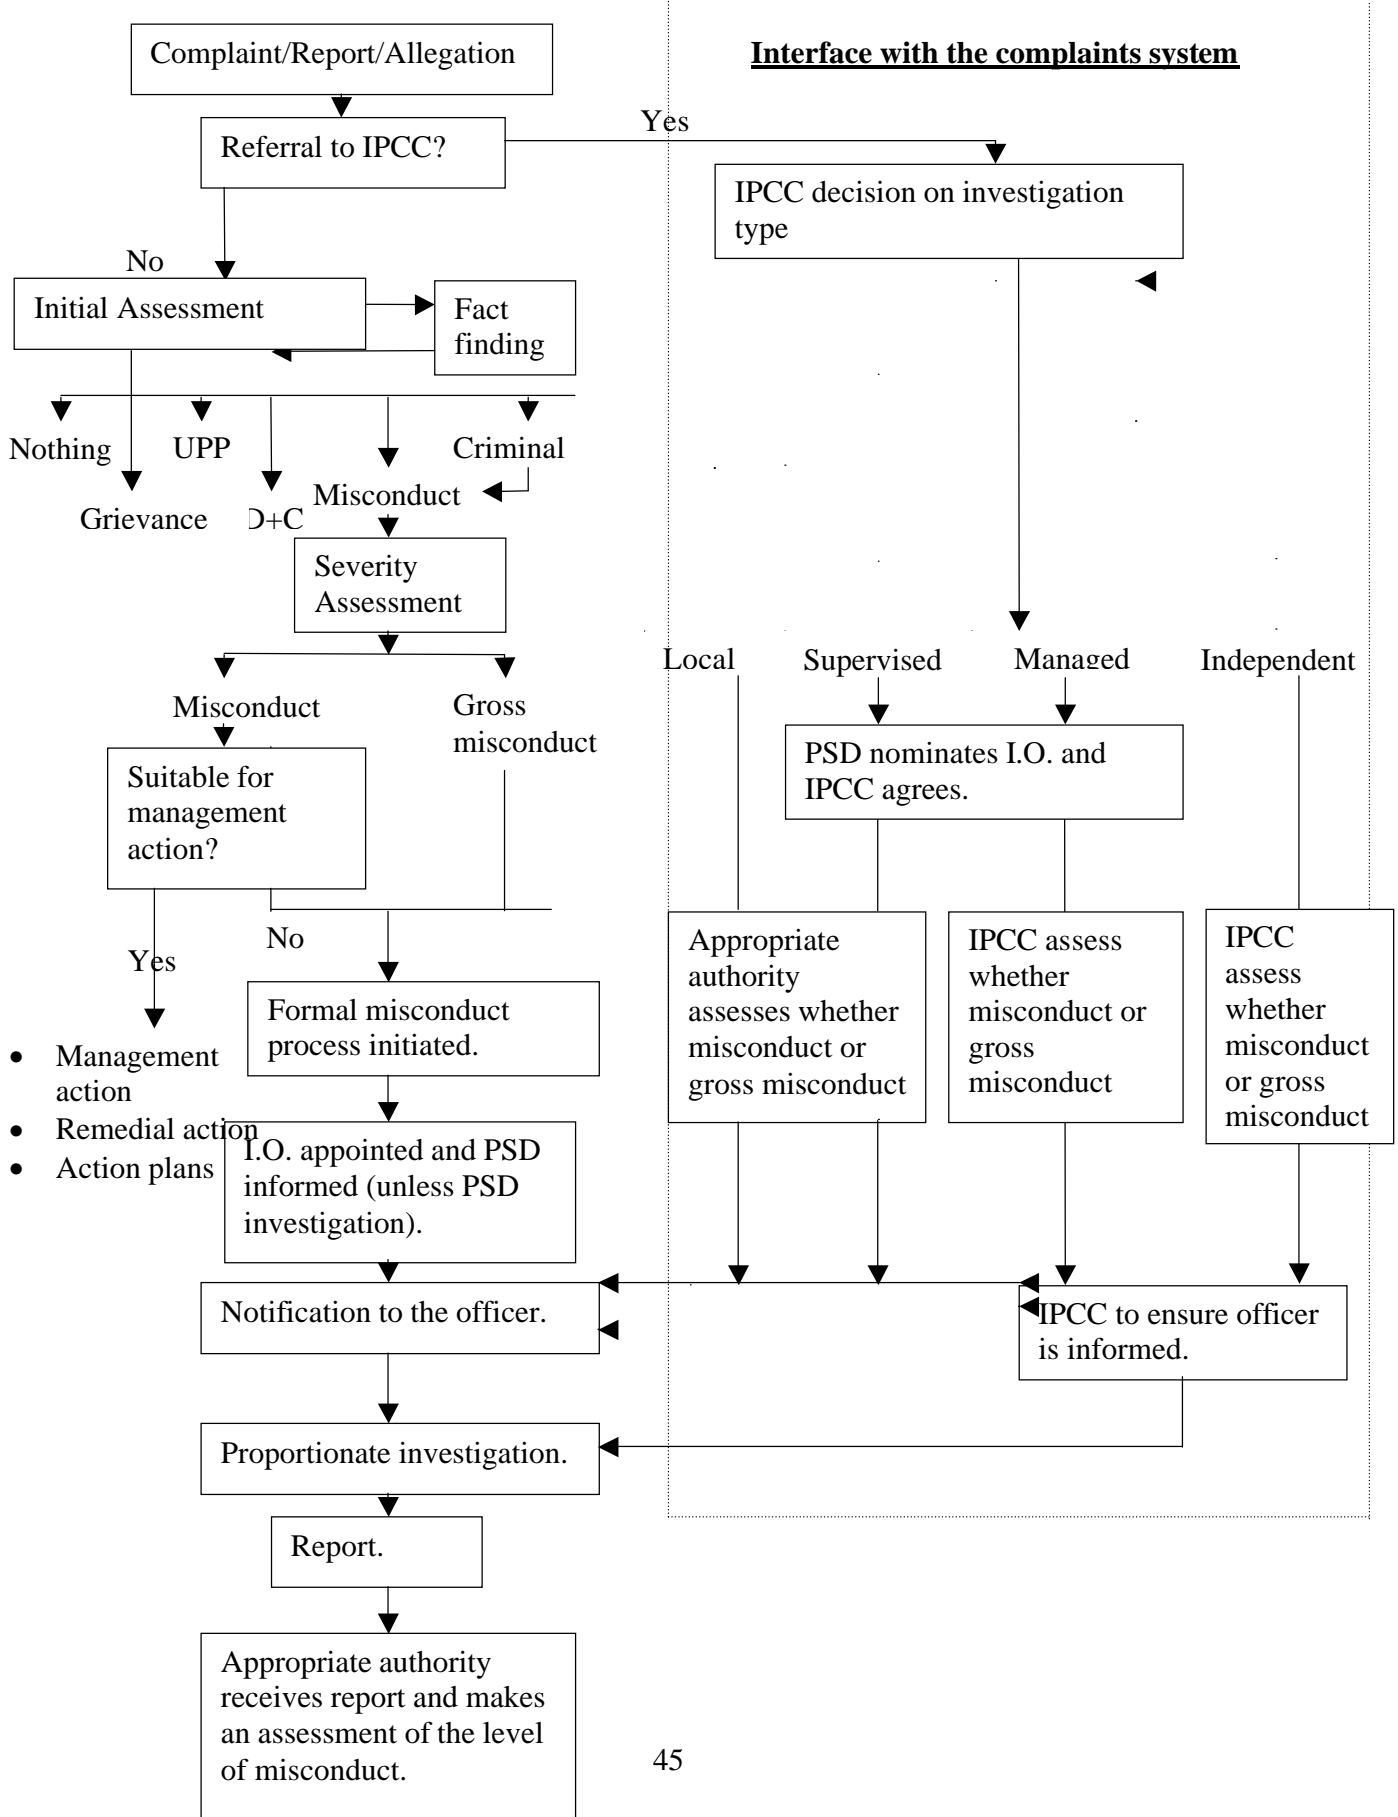 Complaint/Report/Allegation
Interface with the complaints system
Yes
Referral to IPCC?
IPCC decision on investigation
type
No
Initial Assessment
Fact
finding
Nothing
UPP
Criminal
Misconduct
Grievance
D+C
Severity
Assessment
Local
Supervised
Managed
Independent
Misconduct
Gross
misconduct
Suitable for
management
action?
PSD nominates I.O. and
IPCC agrees.
No
Yes
Appropriate
authority
assesses whether
misconduct or
gross misconduct
IPCC assess
whether
misconduct or
gross
misconduct
IPCC
assess
whether
misconduct
or gross
misconduct
Formal misconduct
process initiated.
• Management
action
• Remedial action
• Action plans
I.O. appointed and PSD
informed (unless PSD
investigation).
Notification to the officer.
IPCC to ensure officer
is informed.
Proportionate investigation.
Report.
Appropriate authority
receives report and makes
an assessment of the level
of misconduct.
45